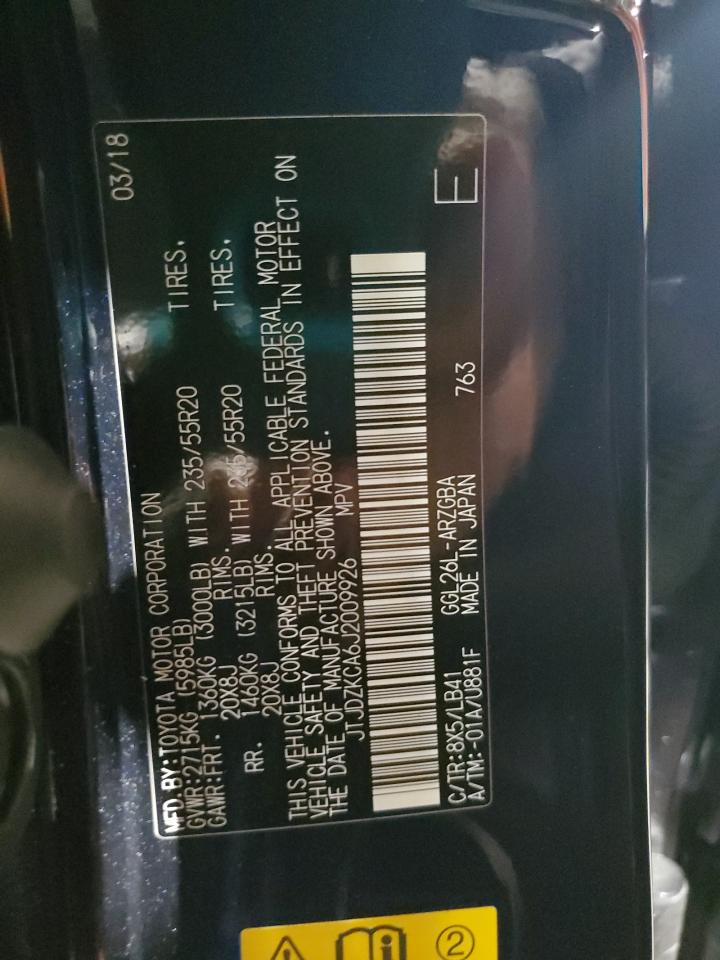 MFD.BY:TOYOTA MOTOR CORPORATION 03/18
GVWR:2715KG (5985LB)
GAWR:FRT. 1360KG (3000LB) WITH 235/55R20 TIRES.
20X8J RIMS.
RR. 1460KG (3215LB) WITH 235/55R20 TIRES.
20X8J RIMS.
THIS VEHICLE CONFORMS TO ALL APPLICABLE FEDERAL MOTOR
VEHICLE SAFETY AND THEFT PREVENTION STANDARDS IN EFFECT ON
THE DATE OF MANUFACTURE SHOWN ABOVE.
JTJDZKCA6J2009926 MPV
C/TR:8X5/LB41 GGL26L-ARZGBA E
A/TM:-01A/U881F MADE IN JAPAN 763
2